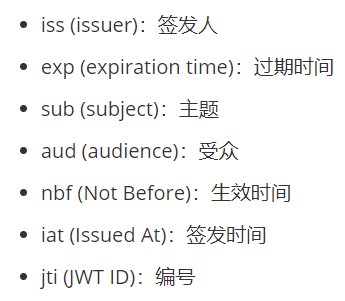 iss (issuer)：签发人
exp (expiration time)：过期时间
sub (subject)：主题
aud (audience)：受众
nbf (Not Before)：生效时间
iat (Issued At)：签发时间
jti (JWT ID)：编号